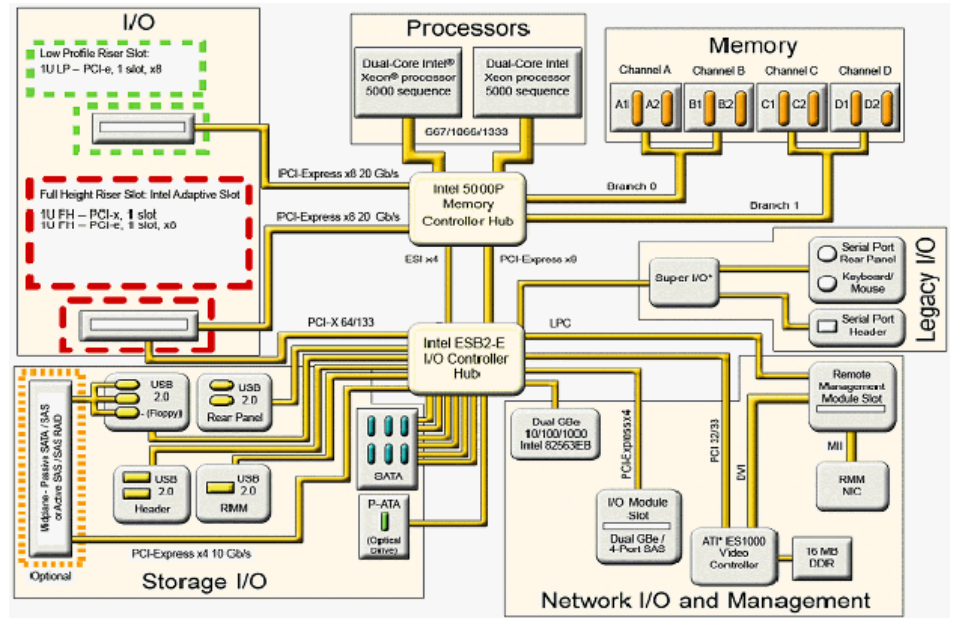 I/O
Low Profile Riser Slot:
1U LP – PCI-e, 1 slot, x8
Full Height Riser Slot: Intel Adaptive Slot
1U FH – PCI-x, 1 slot
1U FH – PCI-e, 1 slot, x8
Processors
Dual-Core Intel®
Xeon® processor
5000 sequence
Dual-Core Intel
Xeon processor
5000 sequence
667/1066/1333
Memory
Channel A
Channel B
Channel C
Channel D
A1
A2
B1
B2
C1
C2
D1
D2
Branch 0
Branch 1
PCI-Express x8 20 Gb/s
PCI-Express x8 20 Gb/s
Intel 5000P
Memory
Controller Hub
ESI x4
PCI-Express x8
PCI-X 64/133
Intel ESB2-E
I/O Controller
Hub
LPC
Super I/O*
Serial Port
Rear Panel
Keyboard/
Mouse
Serial Port
Header
Legacy I/O
Midplane - Passive SATA / SAS
or Active SAS / SAS RAID
Optional
USB
2.0
- (Floppy)
USB
2.0
Rear Panel
USB
2.0
Header
USB
2.0
RMM
SATA
P-ATA
(Optical
Drive)
PCI-Express x4 10 Gb/s
Storage I/O
Dual GBe
10/100/1000
Intel 82563EB
PCI-Express x4
I/O Module
Slot
Dual GBe /
4-Port SAS
PCI 32/33
DVI
Remote
Management
Module Slot
MII
RMM
NIC
ATI* ES1000
Video
Controller
16 MB
DDR
Network I/O and Management